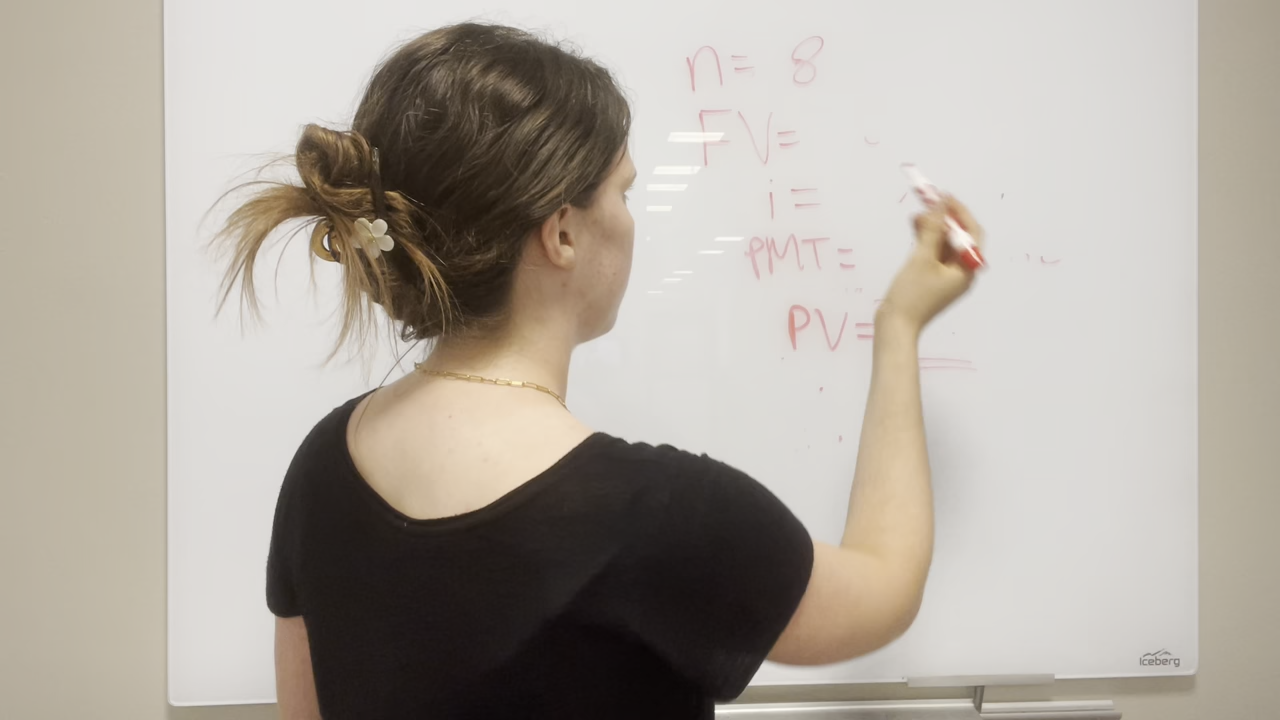 n = 8
FV =
i =
PMT =
PV =
Iceberg